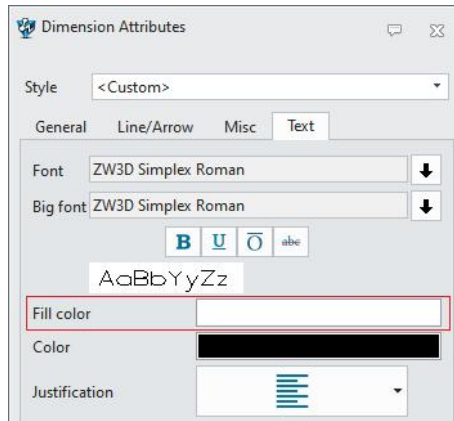 Dimension Attributes
Style <Custom>
General Line/Arrow Misc Text
Font ZW3D Simplex Roman
Big font ZW3D Simplex Roman
B U O abc
AaBbYyZz
Fill color
Color
Justification